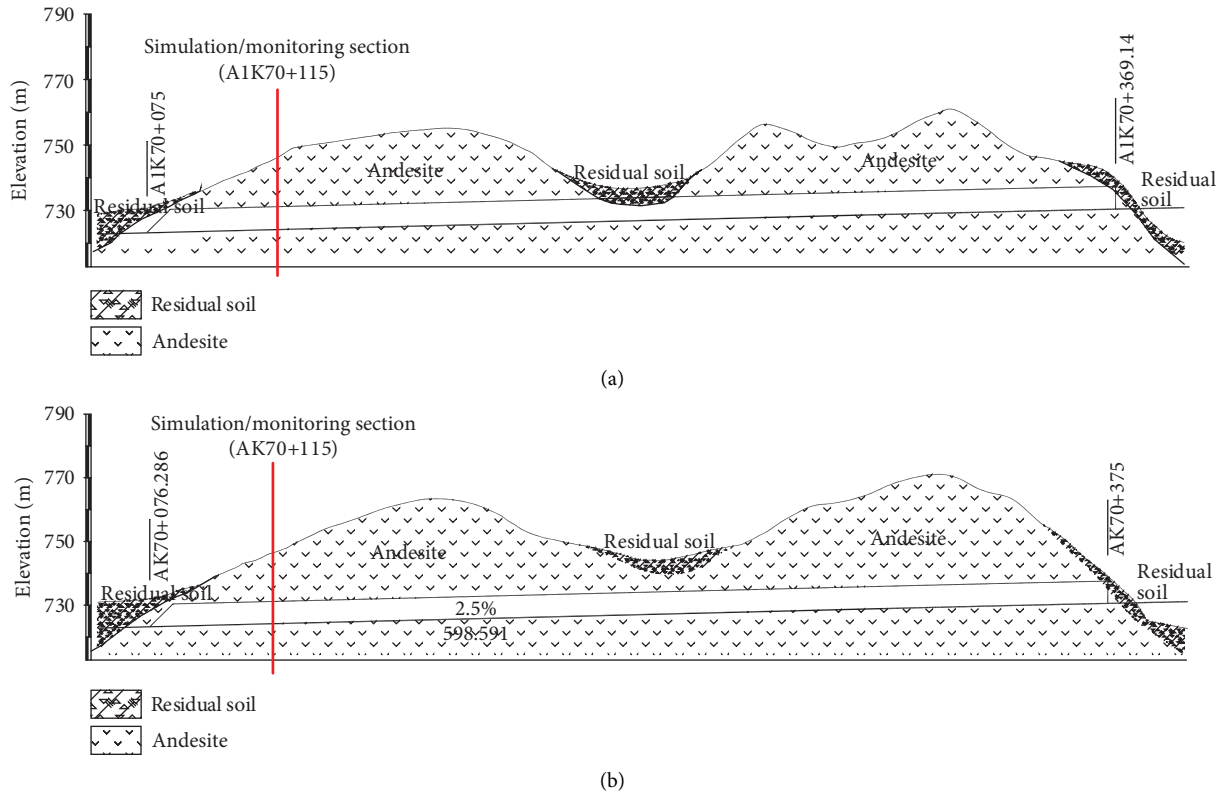 790
Simulation/monitoring section
(A1K70+115)
770
Elevation (m)
A1K70+075
A1K70+369.14
750
Andesite
Residual soil
Andesite
Residual
soil
730
Residual soil
Residual soil
Andesite
(a)
790
Simulation/monitoring section
(AK70+115)
770
Elevation (m)
AK70+076.286
AK70+375
750
Andesite
Residual soil
Andesite
Residual
soil
730
Residual soil
2.5%
598.591
Residual soil
Andesite
(b)